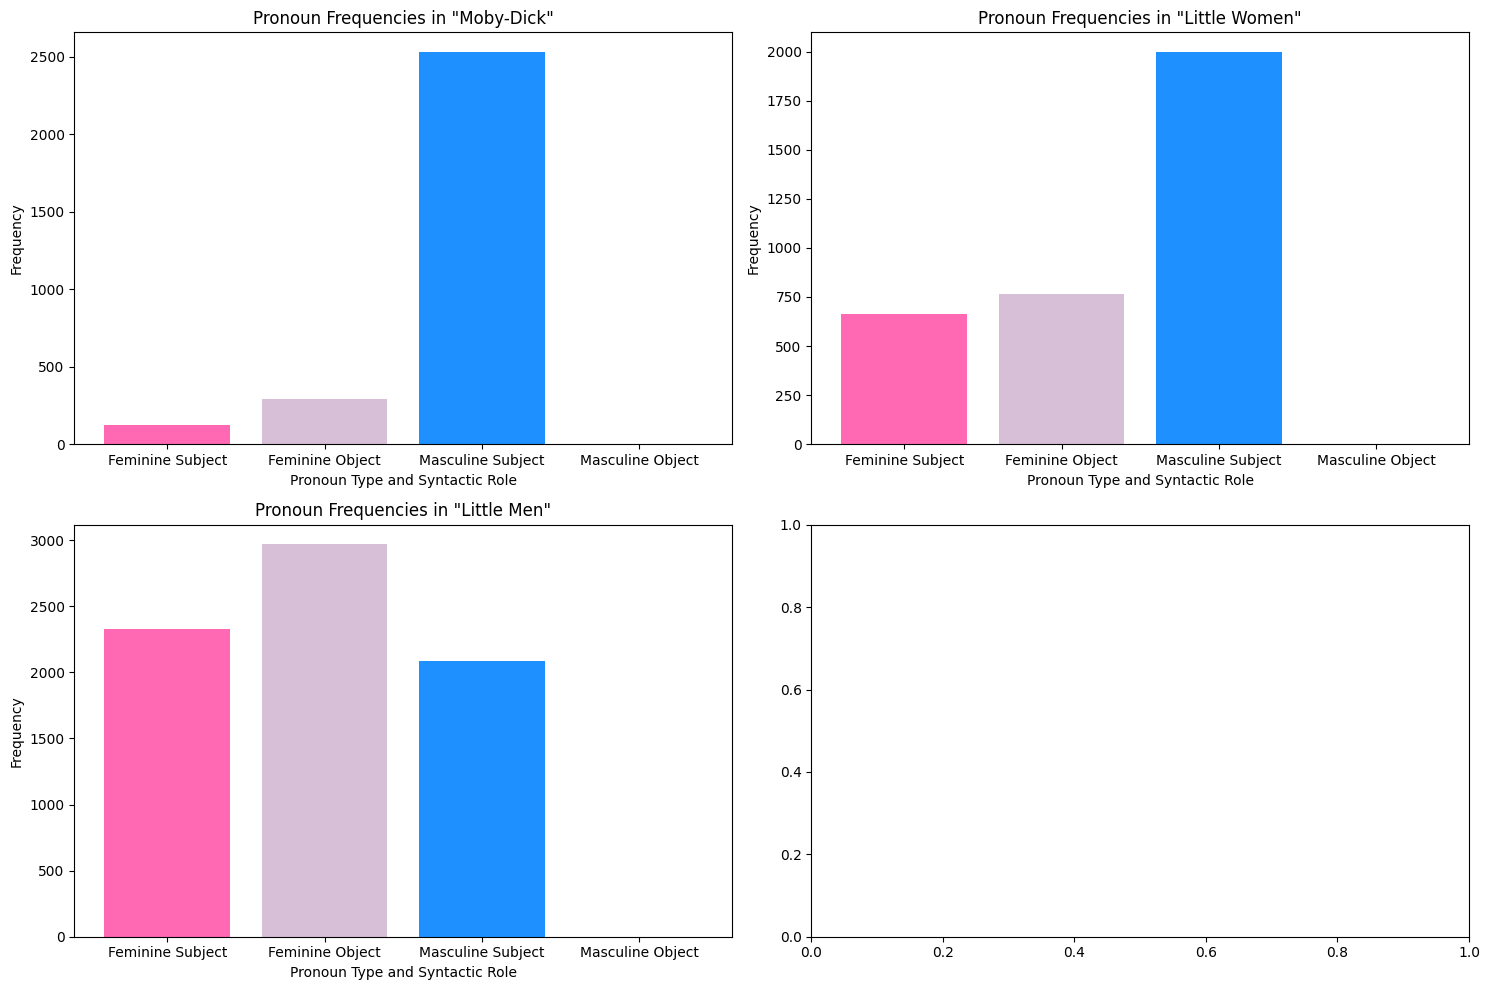 Pronoun Frequencies in "Moby-Dick"
Frequency
2500
2000
1500
1000
500
0
Feminine Subject Feminine Object Masculine Subject Masculine Object
Pronoun Type and Syntactic Role
Pronoun Frequencies in "Little Women"
Frequency
2000
1750
1500
1250
1000
750
500
250
0
Feminine Subject Feminine Object Masculine Subject Masculine Object
Pronoun Type and Syntactic Role
Pronoun Frequencies in "Little Men"
Frequency
3000
2500
2000
1500
1000
500
0
Feminine Subject Feminine Object Masculine Subject Masculine Object
Pronoun Type and Syntactic Role
1.0
0.8
0.6
0.4
0.2
0.0
0.0 0.2 0.4 0.6 0.8 1.0